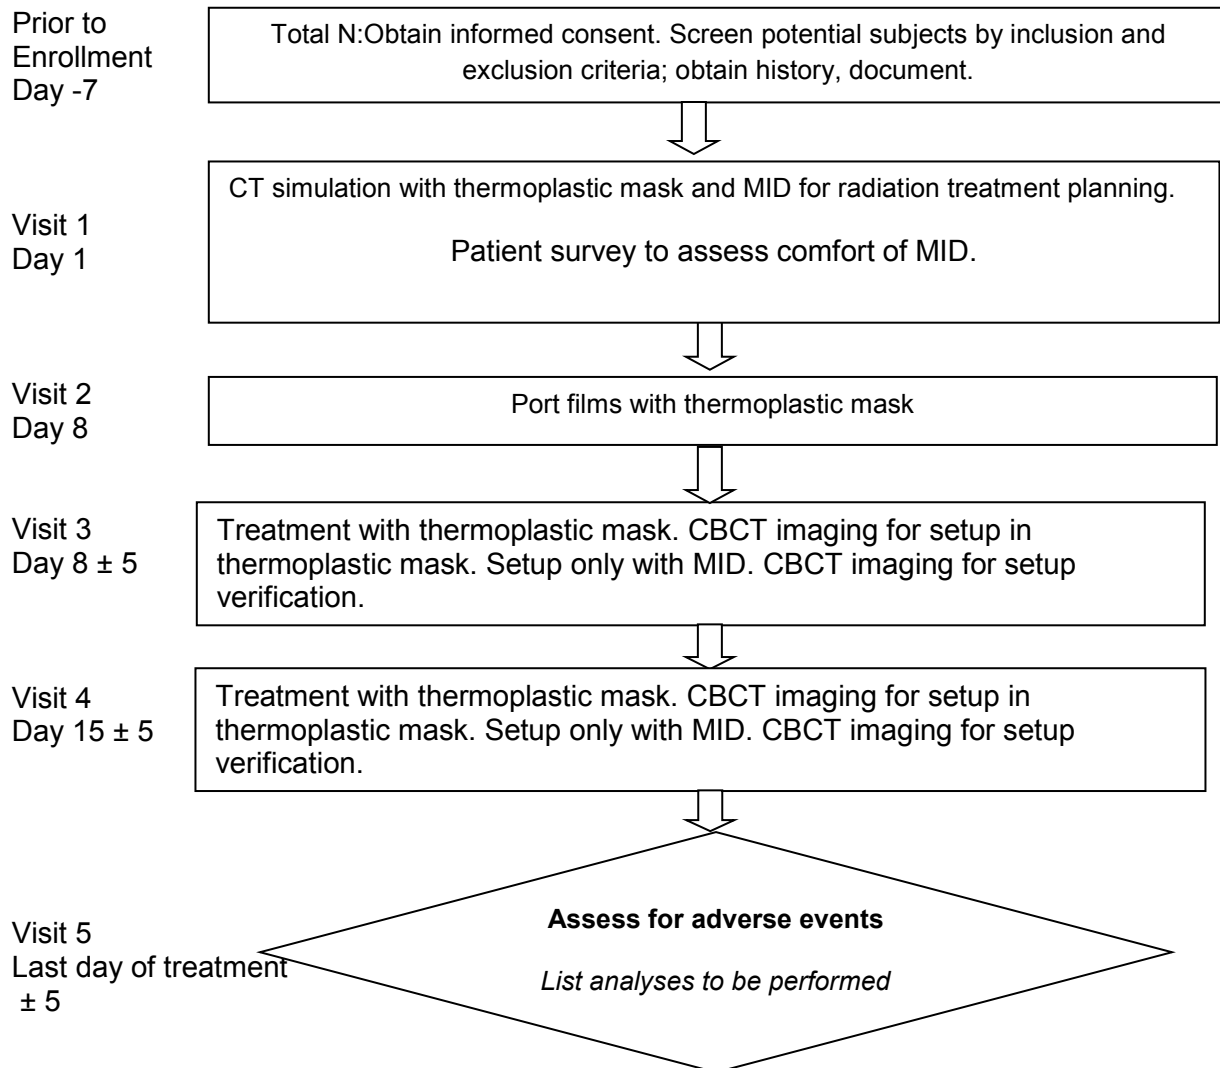 Prior to
Enrollment
Day -7
Total N:Obtain informed consent. Screen potential subjects by inclusion and
exclusion criteria; obtain history, document.
Visit 1
Day 1
CT simulation with thermoplastic mask and MID for radiation treatment planning.
Patient survey to assess comfort of MID.
Visit 2
Day 8
Port films with thermoplastic mask
Visit 3
Day 8 ± 5
Treatment with thermoplastic mask. CBCT imaging for setup in
thermoplastic mask. Setup only with MID. CBCT imaging for setup
verification.
Visit 4
Day 15 ± 5
Treatment with thermoplastic mask. CBCT imaging for setup in
thermoplastic mask. Setup only with MID. CBCT imaging for setup
verification.
Visit 5
Last day of treatment
± 5
Assess for adverse events
List analyses to be performed